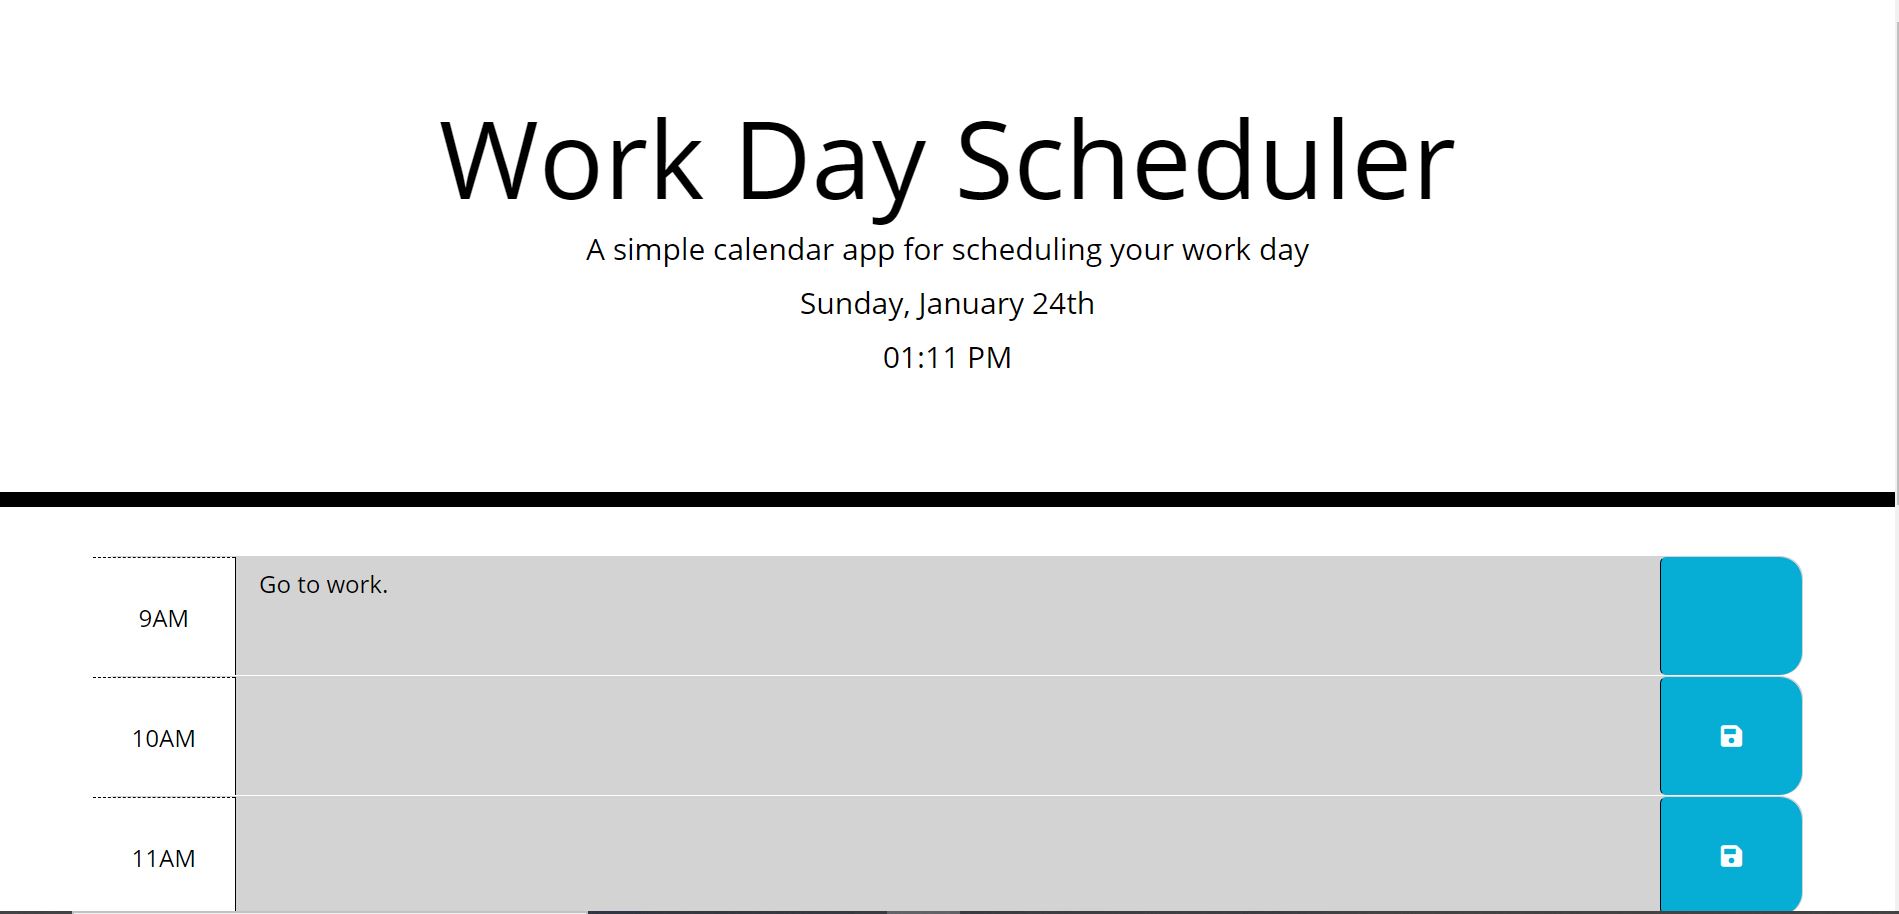 Work Day Scheduler
A simple calendar app for scheduling your work day
Sunday, January 24th
01:11 PM
9AM
Go to work.
10AM
11AM